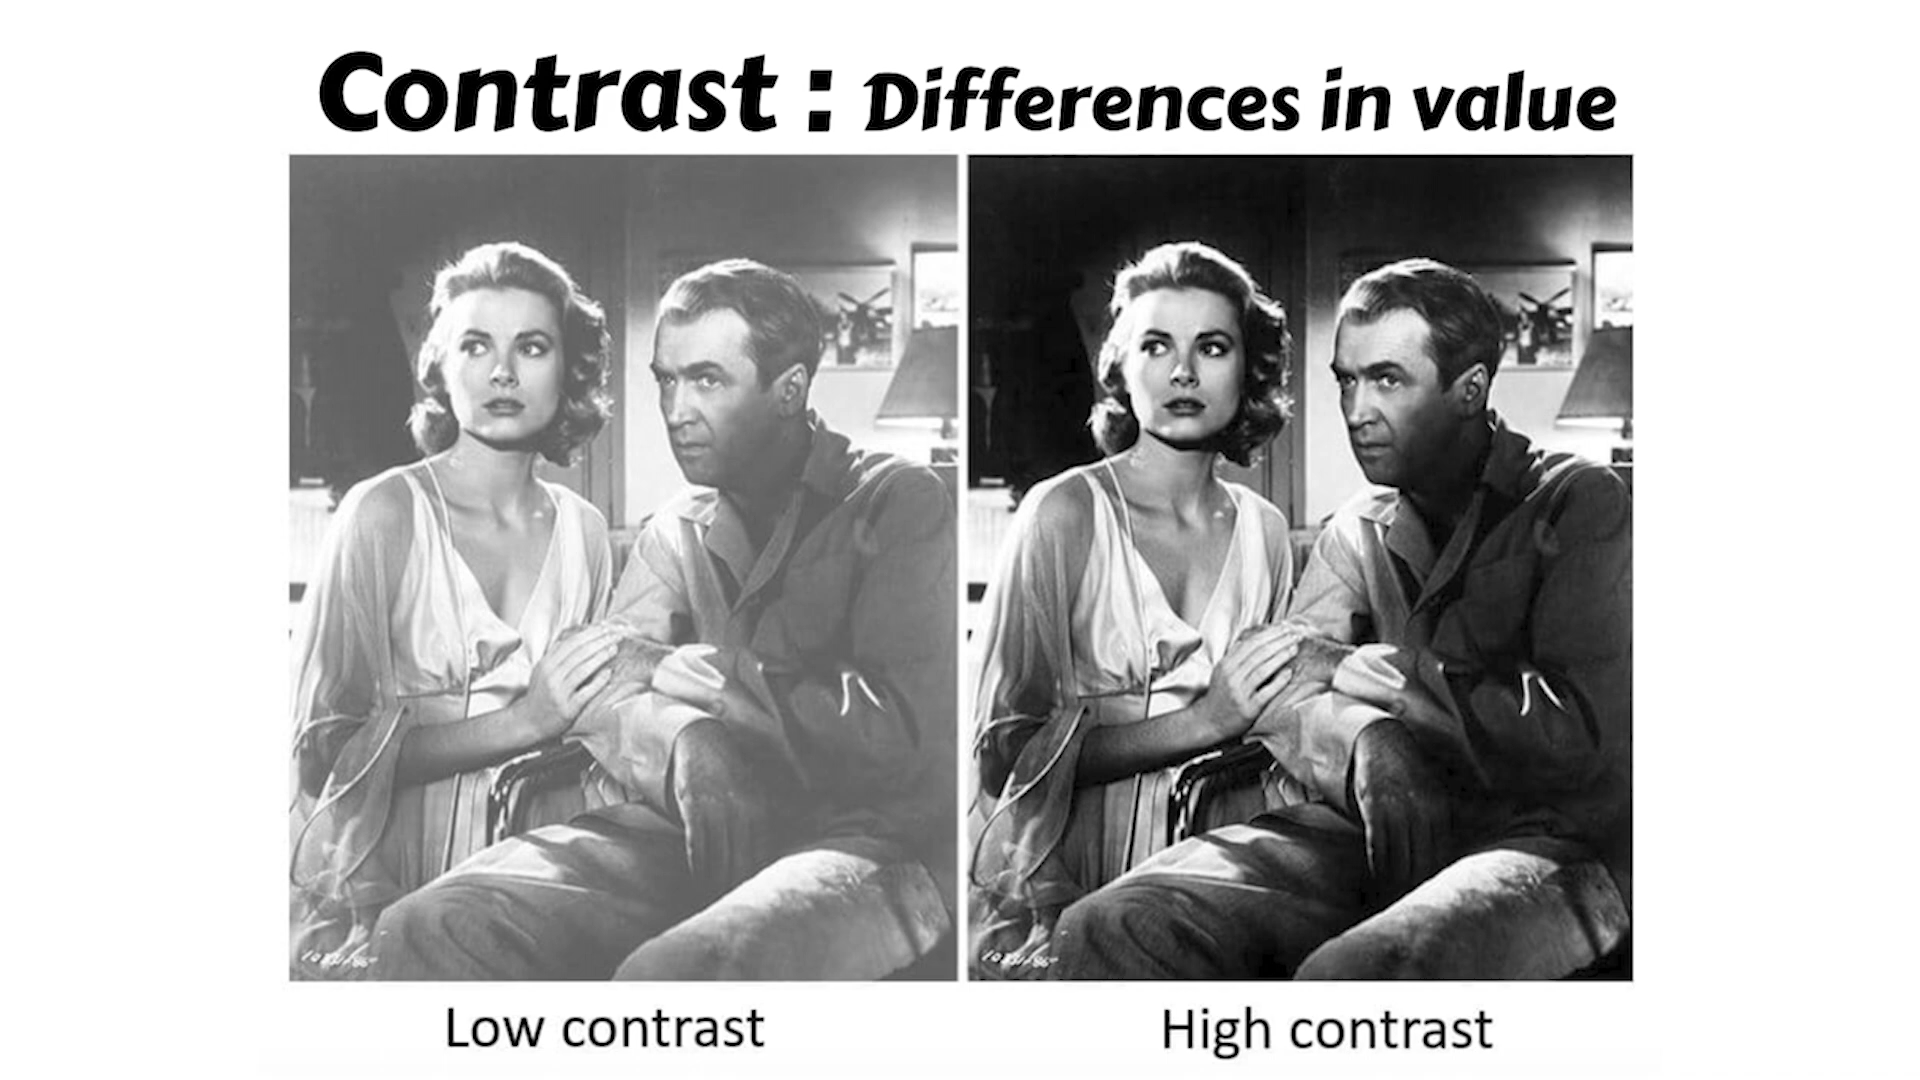 Contrast : Differences in value
Low contrast
High contrast